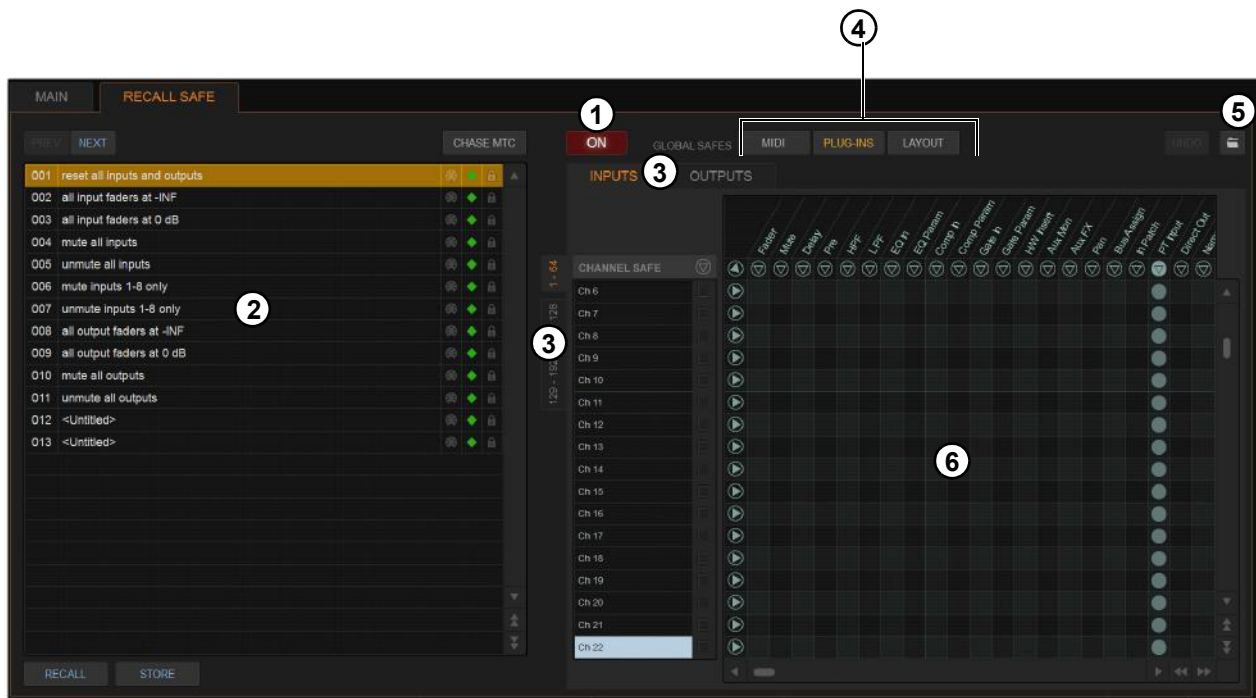 4
MAIN
RECALL SAFE
1
5
PREV
NEXT
CHASE MTC
ON
GLOBAL SAFES
MIDI
PLUG-INS
LAYOUT
UNDO
001 reset all inputs and outputs
002 all input faders at -INF
003 all input faders at 0 dB
004 mute all inputs
005 unmute all inputs
006 mute inputs 1-8 only
007 unmute inputs 1-8 only
008 all output faders at -INF
009 all output faders at 0 dB
010 mute all outputs
011 unmute all outputs
012 <Untitled>
013 <Untitled>
2
RECALL
STORE
INPUTS
3
OUTPUTS
1 - 64
128
129 - 192
3
Fader
Mute
Delay
Pre
HPF
LPF
EQ In
EQ Param
Comp In
Comp Param
Gate In
Gate Param
HW Insert
Aux Mon
Aux FX
Pan
Bus Assign
In Patch
PT Input
Direct Out
CHANNEL SAFE
Ch 6
Ch 7
Ch 8
Ch 9
Ch 10
Ch 11
Ch 12
Ch 13
Ch 14
Ch 15
Ch 16
Ch 17
Ch 18
Ch 19
Ch 20
Ch 21
Ch 22
6